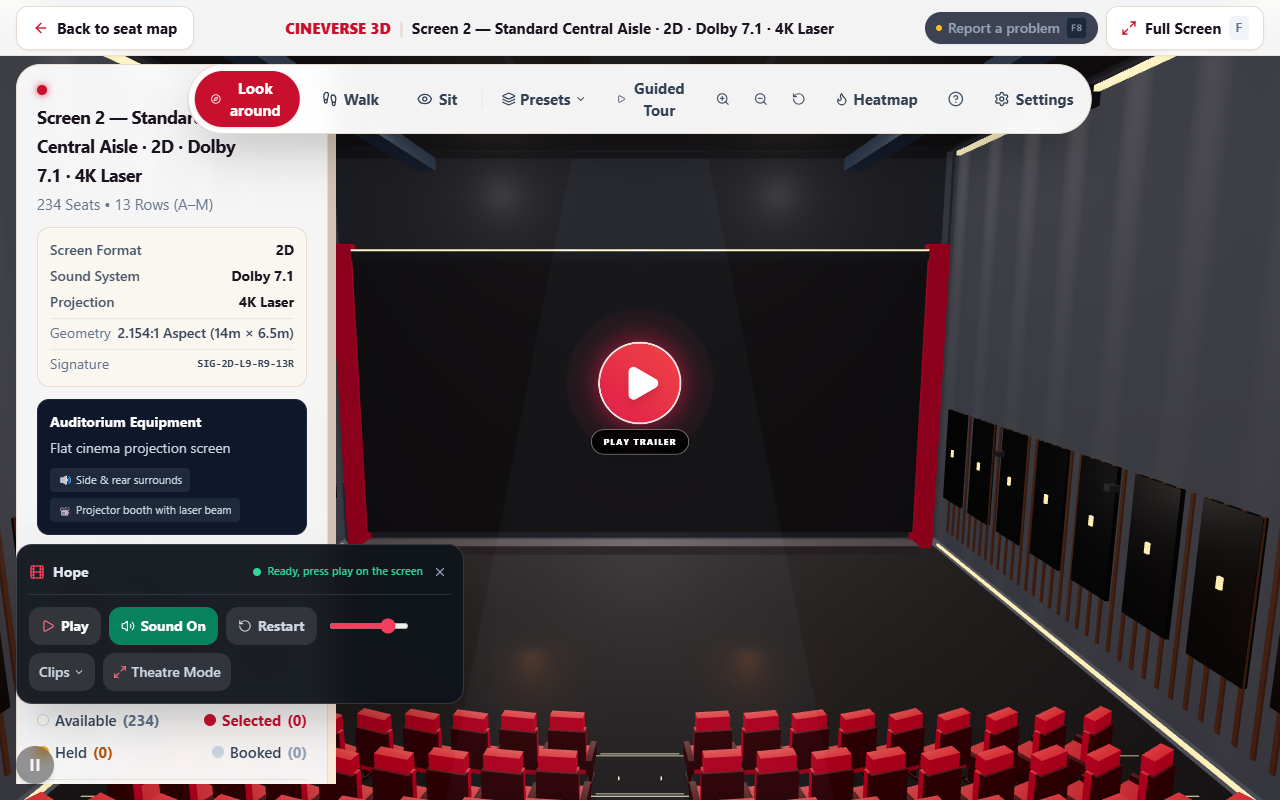 Back to seat map
CINEVERSE 3D | Screen 2 — Standard Central Aisle · 2D · Dolby 7.1 · 4K Laser
Report a problem F8
Full Screen F
Look around
Walk
Sit
Presets
Guided Tour
Heatmap
Settings
Screen 2 — Standard
Central Aisle · 2D · Dolby
7.1 · 4K Laser
234 Seats • 13 Rows (A–M)
Screen Format 2D
Sound System Dolby 7.1
Projection 4K Laser
Geometry 2.154:1 Aspect (14m × 6.5m)
Signature SIG-2D-L9-R9-13R
Auditorium Equipment
Flat cinema projection screen
Side & rear surrounds
Projector booth with laser beam
PLAY TRAILER
Hope
Ready, press play on the screen
Play
Sound On
Restart
Clips
Theatre Mode
Available (234)
Selected (0)
Held (0)
Booked (0)